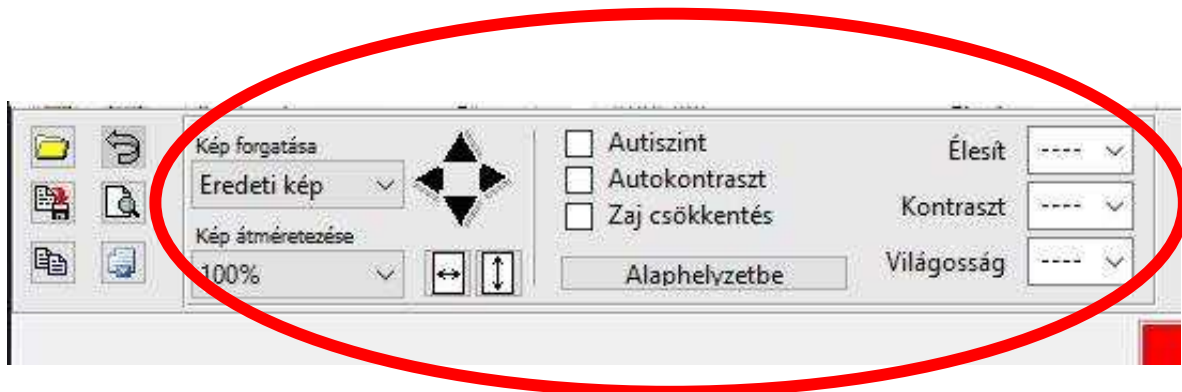 Kép forgatása
Eredeti kép
Kép átméretezése
100%
Autiszint
Autokontraszt
Zaj csökkentés
Alaphelyzetbe
Élesít ----
Kontraszt ----
Világosság ----